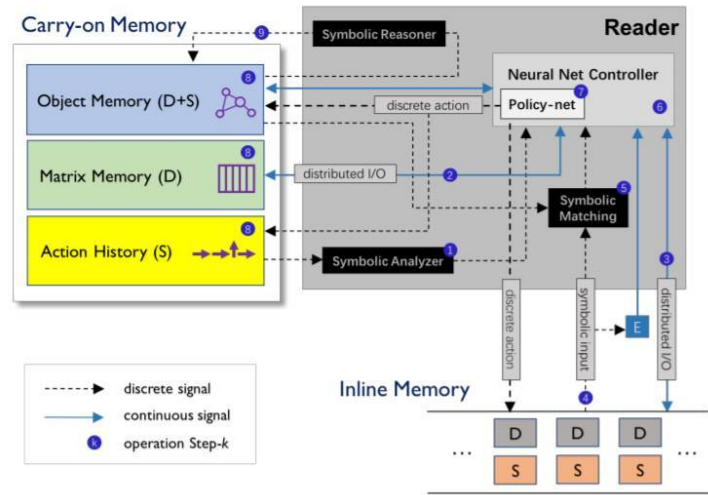 Carry-on Memory
Reader
9
Symbolic Reasoner
8
Object Memory (D+S)
discrete action
Neural Net Controller
7
Policy-net
6
8
Matrix Memory (D)
distributed I/O
2
5
Symbolic
Matching
8
Action History (S)
1
Symbolic Analyzer
3
discrete action
symbolic input
E
distributed I/O
discrete signal
continuous signal
k operation Step-k
Inline Memory
4
... D D D ...
S S S